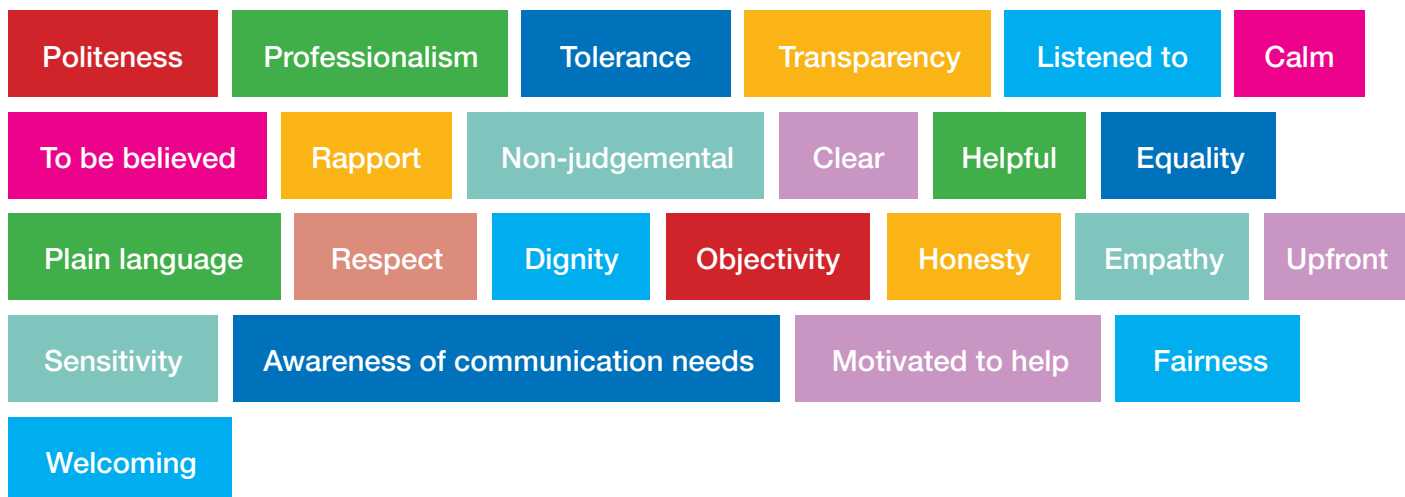 Politeness Professionalism Tolerance Transparency Listened to Calm
To be believed Rapport Non-judgemental Clear Helpful Equality
Plain language Respect Dignity Objectivity Honesty Empathy Upfront
Sensitivity Awareness of communication needs Motivated to help Fairness
Welcoming